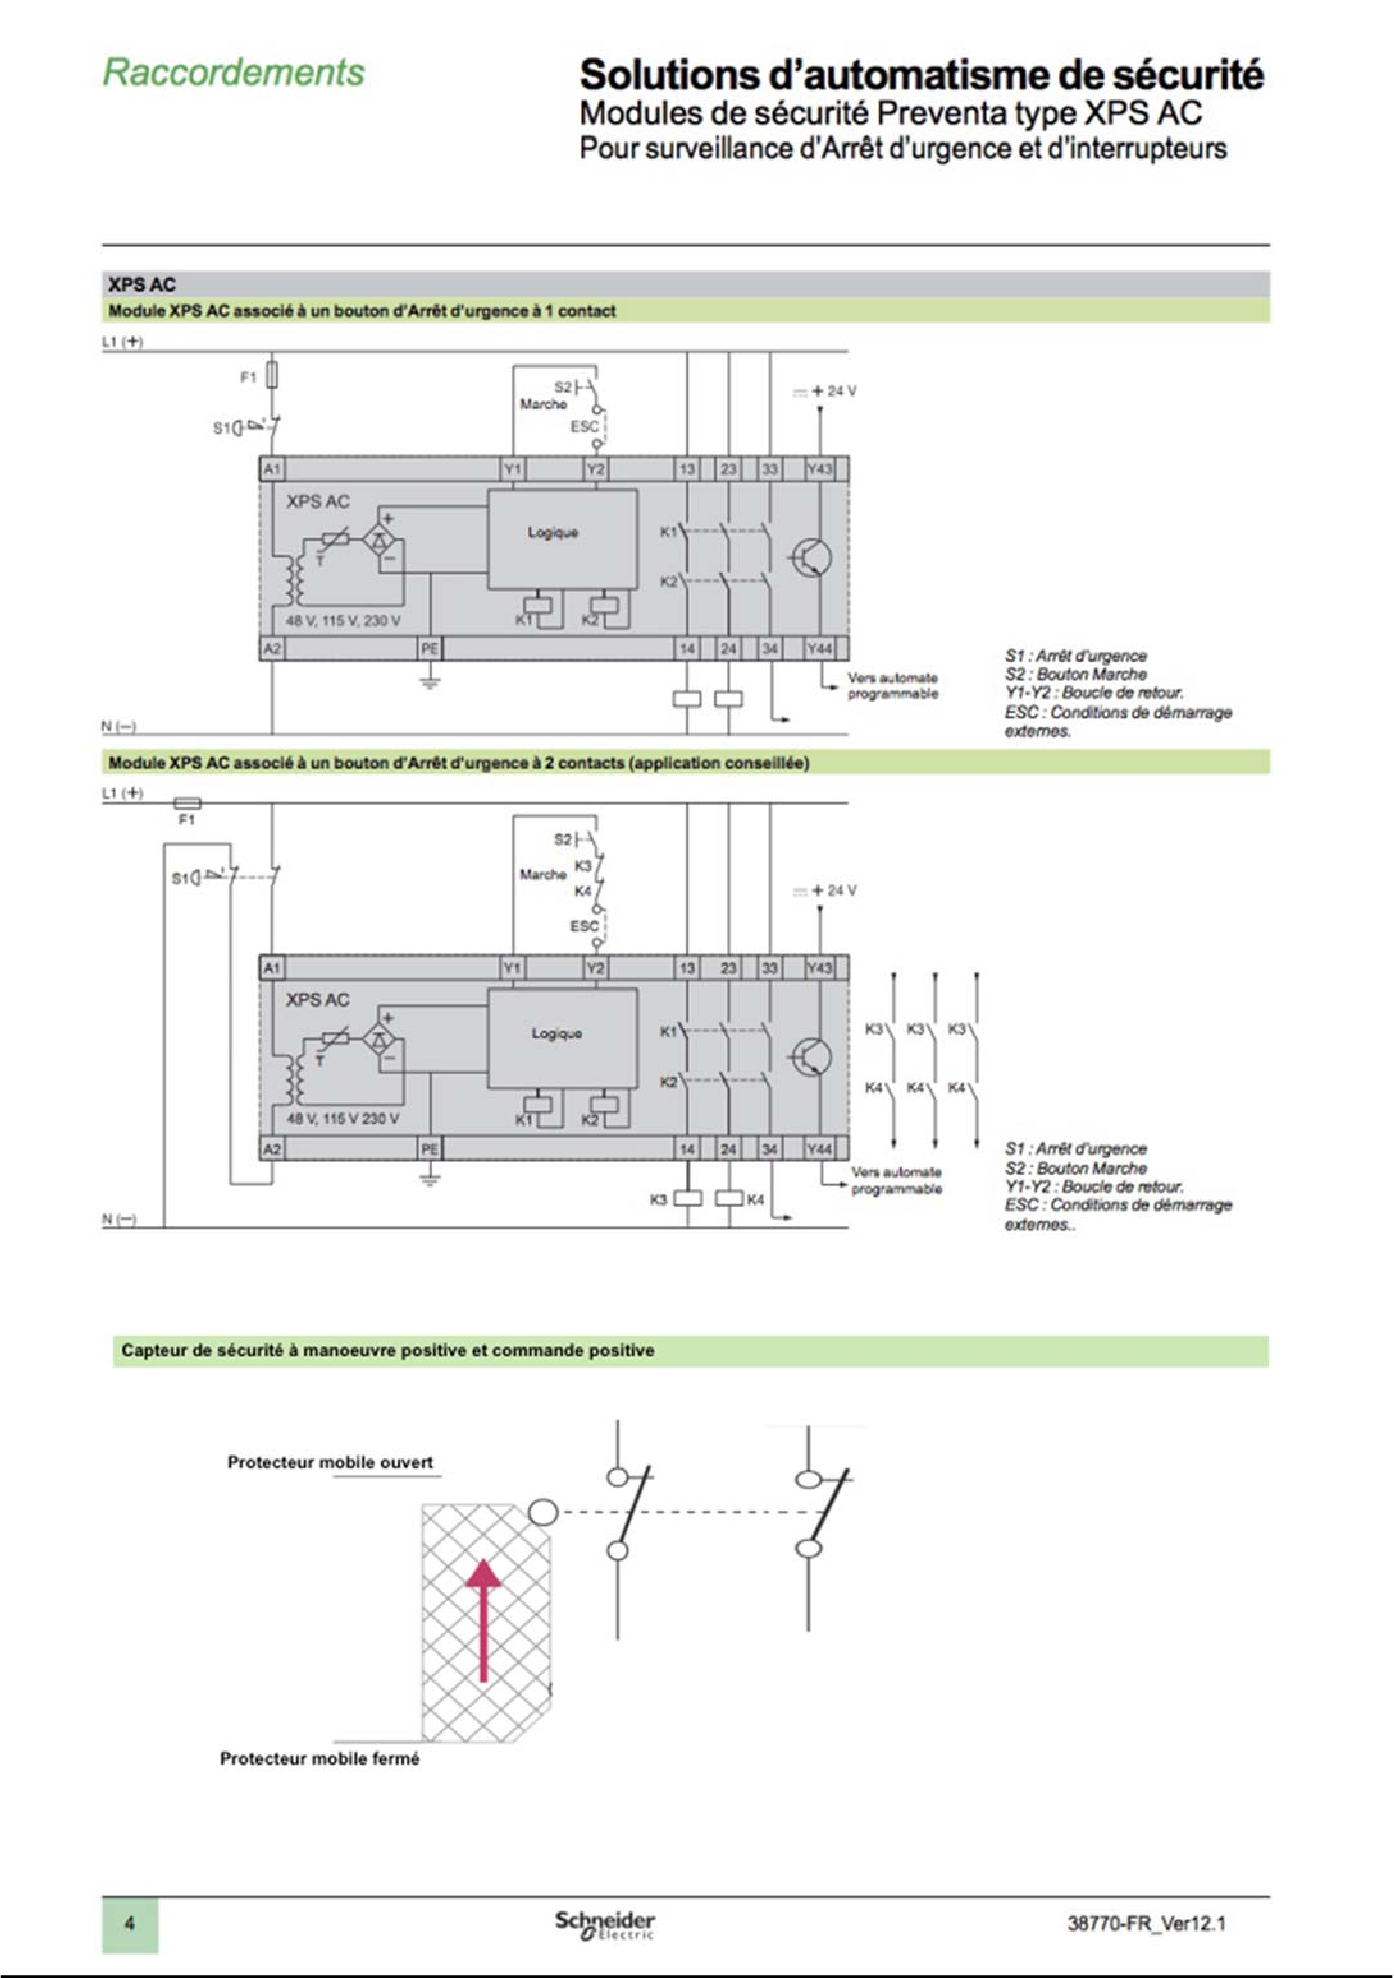 Raccordements
Solutions d'automatisme de sécurité
Modules de sécurité Preventa type XPS AC
Pour surveillance d'Arrêt d'urgence et d'interrupteurs
XPS AC
Module XPS AC associé à un bouton d'Arrêt d'urgence à 1 contact
L1 (+)
F1
S1
S2
Marche
ESC
+ 24 V
A1 Y1 Y2 13 23 33 Y43
XPS AC
Logique
K1
K2
+
−
T
48 V, 115 V, 230 V
K1 K2
A2 PE 14 24 34 Y44
Vers automate
programmable
N (−)
S1 : Arrêt d'urgence
S2 : Bouton Marche
Y1-Y2 : Boucle de retour.
ESC : Conditions de démarrage
externes.
Module XPS AC associé à un bouton d'Arrêt d'urgence à 2 contacts (application conseillée)
L1 (+)
F1
S1
S2
K3
Marche
K4
ESC
+ 24 V
A1 Y1 Y2 13 23 33 Y43
XPS AC
Logique
K1
K2
+
−
T
48 V, 115 V 230 V
K1 K2
K3 K3 K3
K4 K4 K4
A2 PE 14 24 34 Y44
Vers automate
programmable
K3 K4
N (−)
S1 : Arrêt d'urgence
S2 : Bouton Marche
Y1-Y2 : Boucle de retour.
ESC : Conditions de démarrage
externes..
Capteur de sécurité à manoeuvre positive et commande positive
Protecteur mobile ouvert
Protecteur mobile fermé
4
Schneider
Electric
38770-FR_Ver12.1